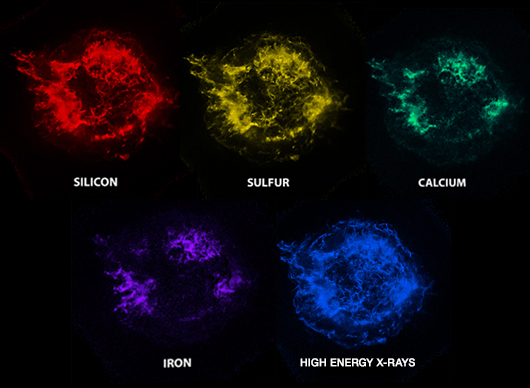 SILICON
SULFUR
CALCIUM
IRON
HIGH ENERGY X-RAYS